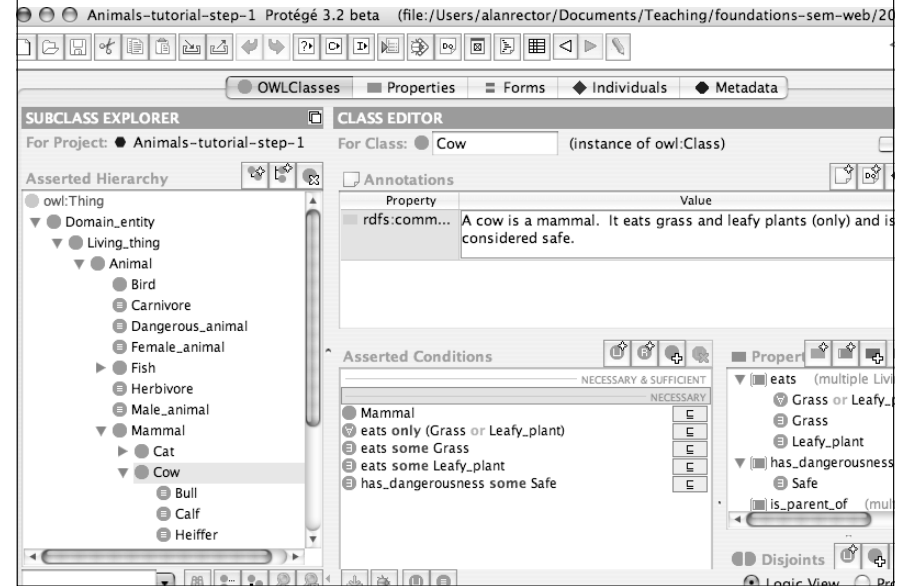 Animals-tutorial-step-1 Protégé 3.2 beta (file:/Users/alanrector/Documents/Teaching/foundations-sem-web/20
OWLClasses Properties Forms Individuals Metadata
SUBCLASS EXPLORER
For Project: Animals-tutorial-step-1
Asserted Hierarchy
owl:Thing
Domain_entity
Living_thing
Animal
Bird
Carnivore
Dangerous_animal
Female_animal
Fish
Herbivore
Male_animal
Mammal
Cat
Cow
Bull
Calf
Heiffer
CLASS EDITOR
For Class: Cow (instance of owl:Class)
Annotations
Property Value
rdfs:comm... A cow is a mammal. It eats grass and leafy plants (only) and is
considered safe.
Asserted Conditions
NECESSARY & SUFFICIENT
NECESSARY
Mammal ⊑
eats only (Grass or Leafy_plant) ⊑
eats some Grass ⊑
eats some Leafy_plant ⊑
has_dangerousness some Safe ⊑
Propert
eats (multiple Livi
Grass or Leafy_p
Grass
Leafy_plant
has_dangerousness
Safe
is_parent_of (mul
Disjoints
Logic View Pro